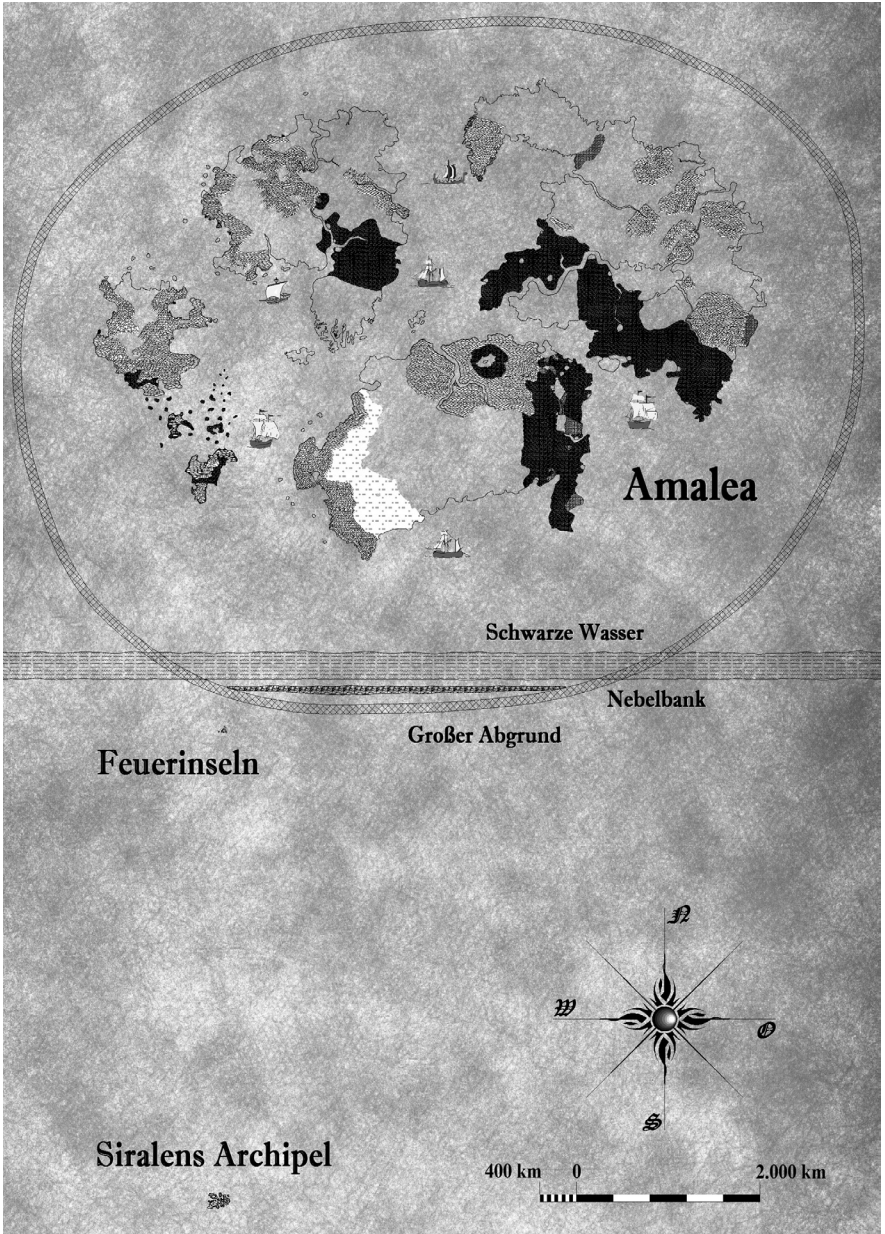 Amalea
Schwarze Wasser
Nebelbank
Großer Abgrund
Feuerinseln
N
W
O
S
Siralens Archipel
400 km 0 2.000 km